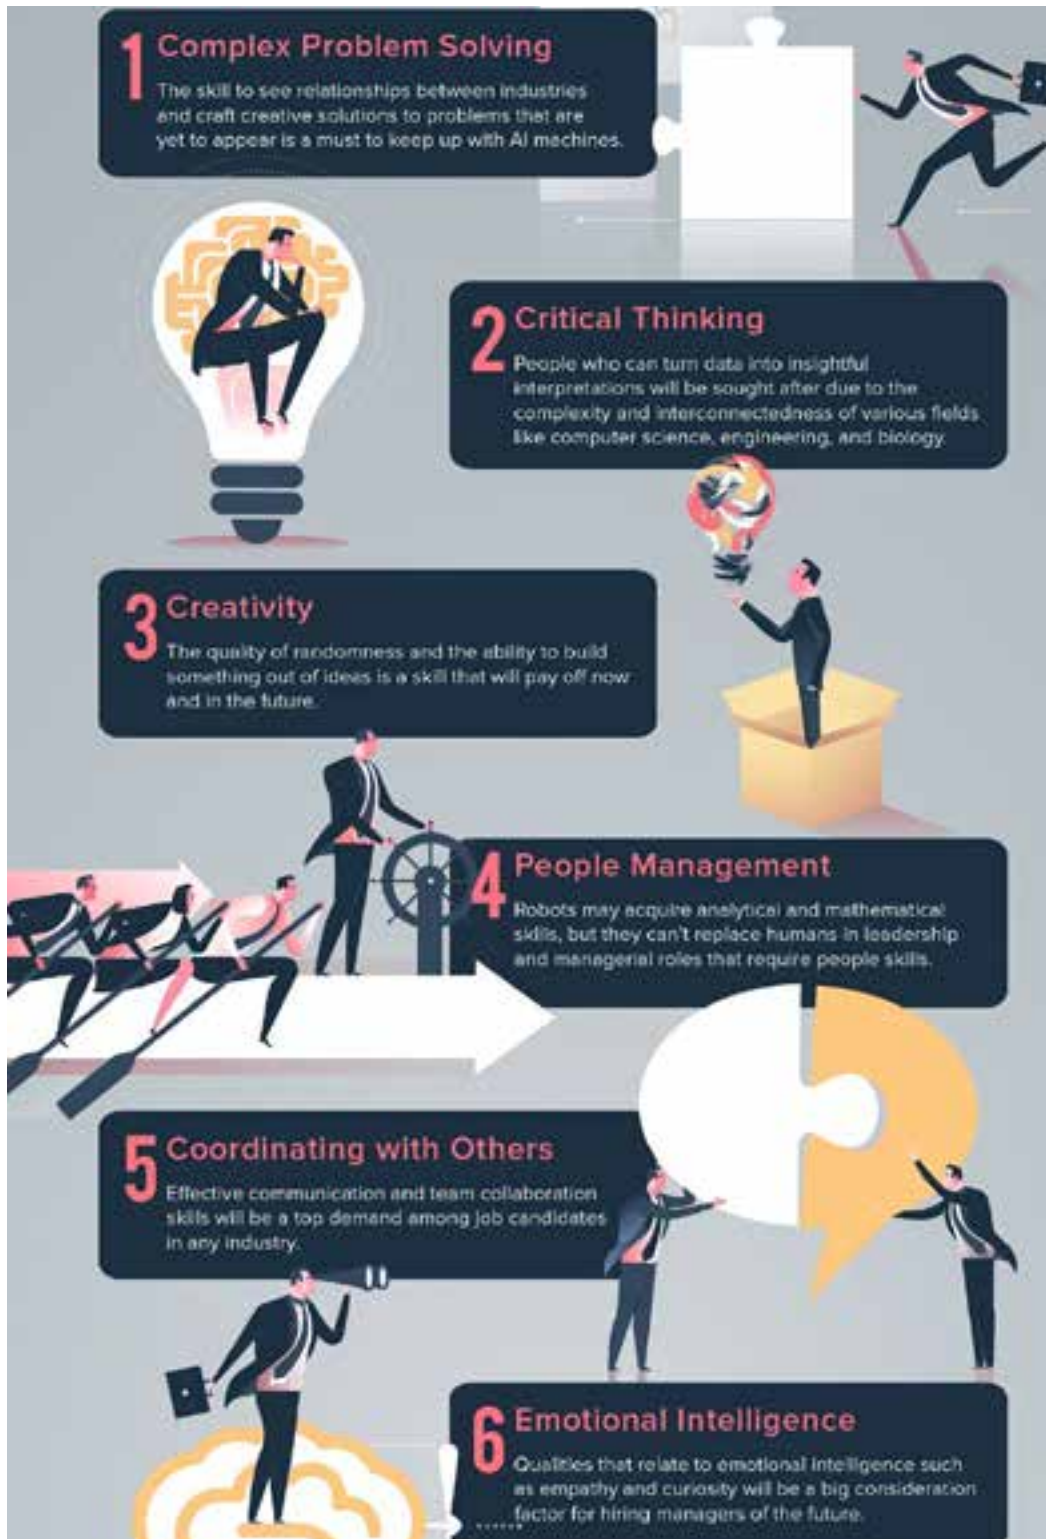 1 Complex Problem Solving
The skill to see relationships between industries
and craft creative solutions to problems that are
yet to appear is a must to keep up with AI machines.
2 Critical Thinking
People who can turn data into insightful
interpretations will be sought after due to the
complexity and interconnectedness of various fields
like computer science, engineering, and biology.
3 Creativity
The quality of randomness and the ability to build
something out of ideas is a skill that will pay off now
and in the future.
4 People Management
Robots may acquire analytical and mathematical
skills, but they can't replace humans in leadership
and managerial roles that require people skills.
5 Coordinating with Others
Effective communication and team collaboration
skills will be a top demand among job candidates
in any industry.
6 Emotional Intelligence
Qualities that relate to emotional intelligence such
as empathy and curiosity will be a big consideration
factor for hiring managers of the future.